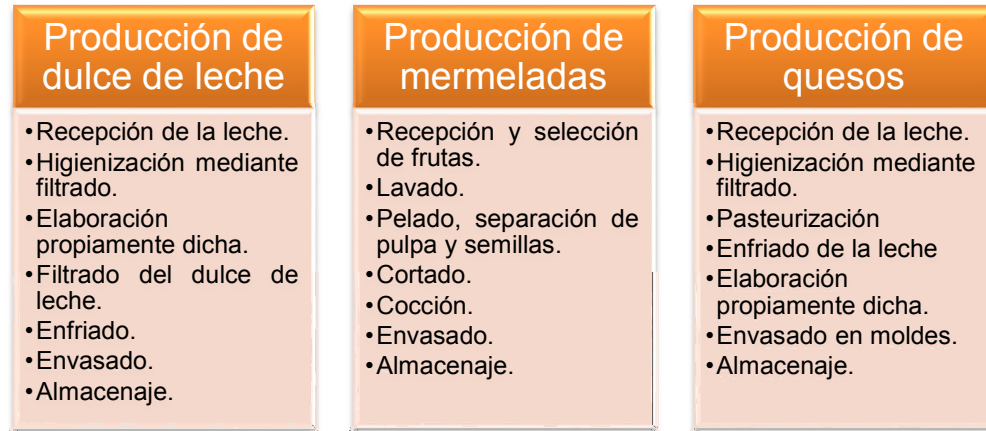 Producción de
dulce de leche
•Recepción de la leche.
•Higienización mediante
filtrado.
•Elaboración
propiamente dicha.
•Filtrado del dulce de
leche.
•Enfriado.
•Envasado.
•Almacenaje.
Producción de
mermeladas
•Recepción y selección
de frutas.
•Lavado.
•Pelado, separación de
pulpa y semillas.
•Cortado.
•Cocción.
•Envasado.
•Almacenaje.
Producción de
quesos
•Recepción de la leche.
•Higienización mediante
filtrado.
•Pasteurización
•Enfriado de la leche
•Elaboración
propiamente dicha.
•Envasado en moldes.
•Almacenaje.